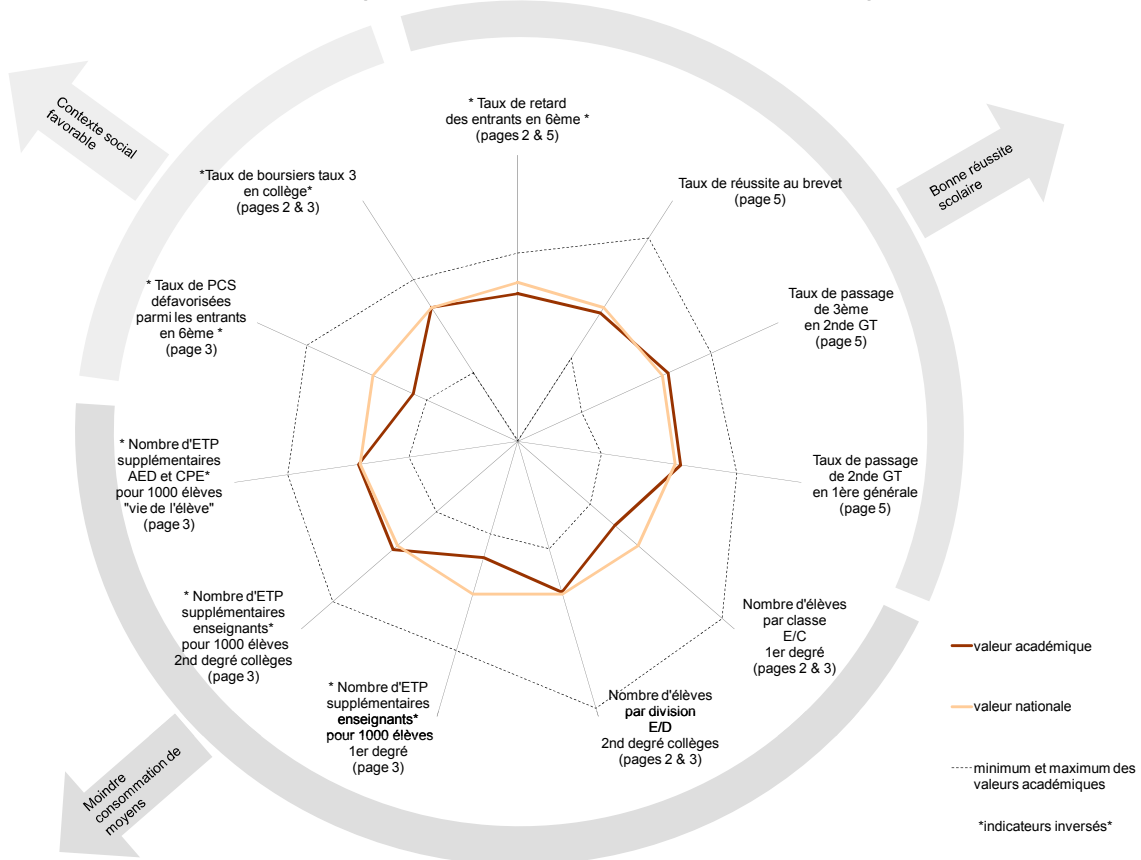 * Taux de retard
des entrants en 6ème *
(pages 2 & 5)
Taux de réussite au brevet
(page 5)
Bonne réussite
scolaire
Taux de passage
de 3ème
en 2nde GT
(page 5)
Taux de passage
de 2nde GT
en 1ère générale
(page 5)
Nombre d'élèves
par classe
E/C
1er degré
(pages 2 & 3)
Nombre d'élèves
par division
E/D
2nd degré collèges
(pages 2 & 3)
* Nombre d'ETP
supplémentaires
enseignants*
pour 1000 élèves
1er degré
(page 3)
* Nombre d'ETP
supplémentaires
enseignants*
pour 1000 élèves
2nd degré collèges
(page 3)
Moindre
consommation de
moyens
* Nombre d'ETP
supplémentaires
AED et CPE*
pour 1000 élèves
"vie de l'élève"
(page 3)
* Taux de PCS
défavorisées
parmi les entrants
en 6ème *
(page 3)
*Taux de boursiers taux 3
en collège*
(pages 2 & 3)
Contexte social
favorable
valeur académique
valeur nationale
minimum et maximum des
valeurs académiques
*indicateurs inversés*